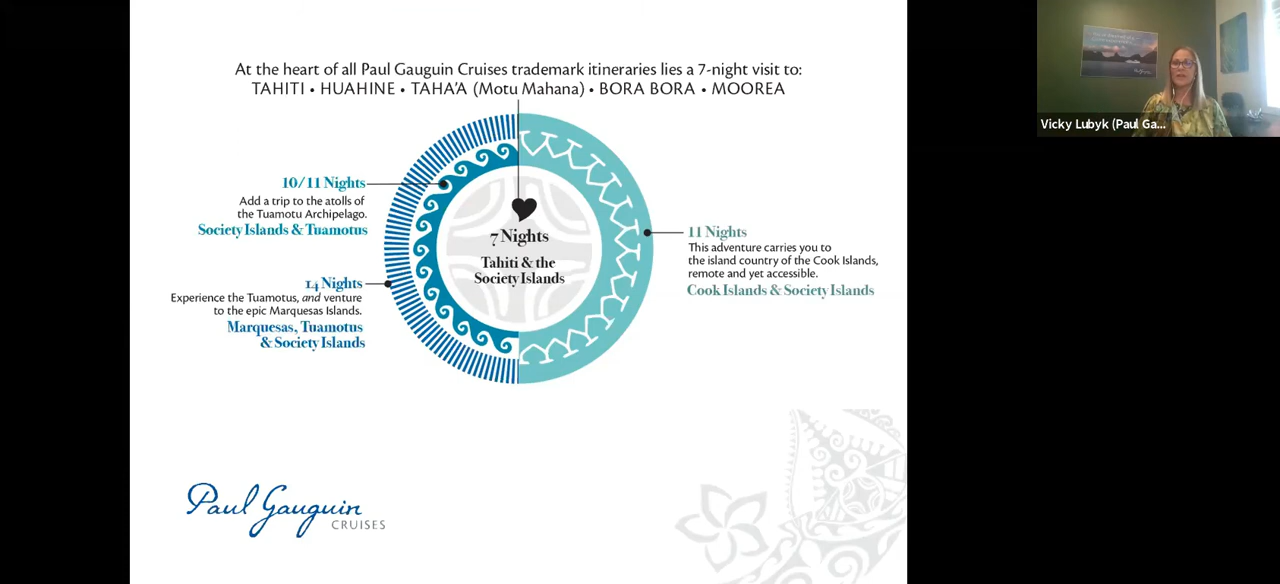 At the heart of all Paul Gauguin Cruises trademark itineraries lies a 7-night visit to:
TAHITI • HUAHINE • TAHA'A (Motu Mahana) • BORA BORA • MOOREA
10/11 Nights
Add a trip to the atolls of
the Tuamotu Archipelago.
Society Islands & Tuamotus
14 Nights
Experience the Tuamotus, and venture
to the epic Marquesas Islands.
Marquesas, Tuamotus
& Society Islands
7 Nights
Tahiti & the
Society Islands
11 Nights
This adventure carries you to
the island country of the Cook Islands,
remote and yet accessible.
Cook Islands & Society Islands
Paul Gauguin
CRUISES
Vicky Lubyk (Paul Ga...